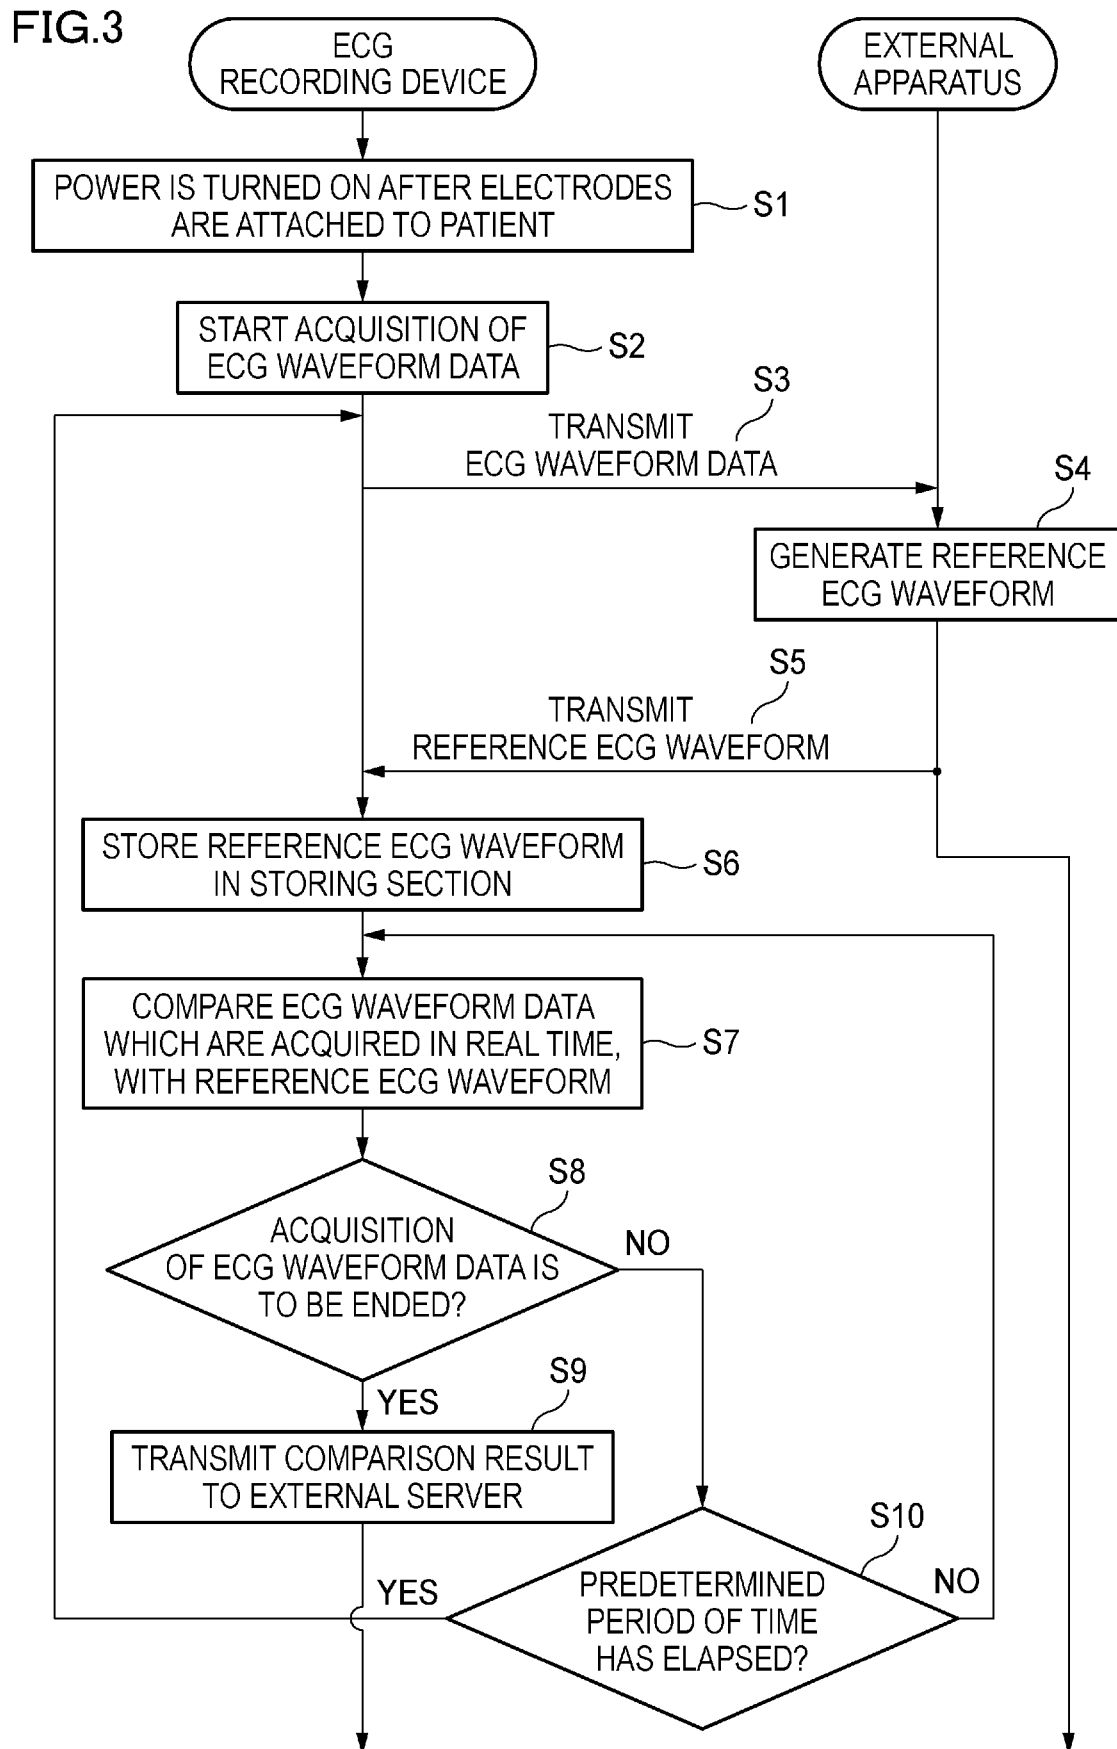 FIG.3
ECG
RECORDING DEVICE
EXTERNAL
APPARATUS
POWER IS TURNED ON AFTER ELECTRODES
ARE ATTACHED TO PATIENT
S1
START ACQUISITION OF
ECG WAVEFORM DATA
S2
S3
TRANSMIT
ECG WAVEFORM DATA
S4
GENERATE REFERENCE
ECG WAVEFORM
S5
TRANSMIT
REFERENCE ECG WAVEFORM
STORE REFERENCE ECG WAVEFORM
IN STORING SECTION
S6
COMPARE ECG WAVEFORM DATA
WHICH ARE ACQUIRED IN REAL TIME,
WITH REFERENCE ECG WAVEFORM
S7
S8
ACQUISITION
OF ECG WAVEFORM DATA IS
TO BE ENDED?
NO
YES
S9
TRANSMIT COMPARISON RESULT
TO EXTERNAL SERVER
S10
PREDETERMINED
PERIOD OF TIME
HAS ELAPSED?
YES
NO